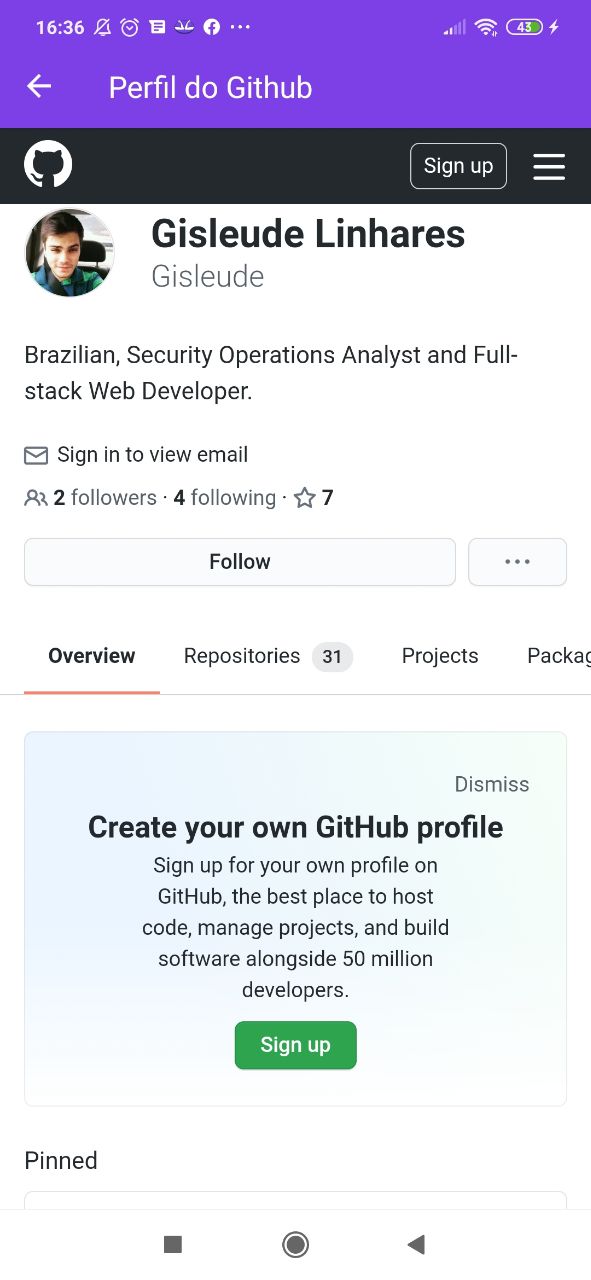 16:36
43
Perfil do Github
Sign up
Gisleude Linhares
Gisleude
Brazilian, Security Operations Analyst and Full-
stack Web Developer.
Sign in to view email
2 followers · 4 following · 7
Follow
Overview Repositories 31 Projects Packag
Dismiss
Create your own GitHub profile
Sign up for your own profile on
GitHub, the best place to host
code, manage projects, and build
software alongside 50 million
developers.
Sign up
Pinned